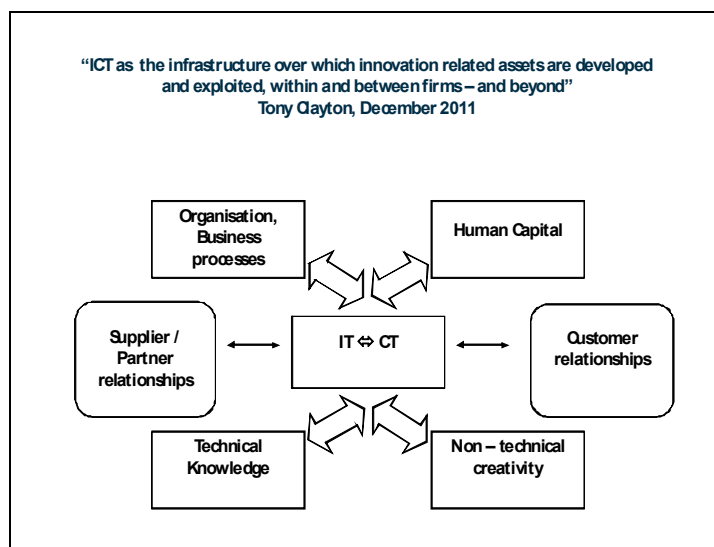 “ICT as the infrastructure over which innovation related assets are developed
and exploited, within and between firms – and beyond”
Tony Clayton, December 2011
Organisation,
Business
processes
Human Capital
Supplier /
Partner
relationships
IT ⇔ CT
Customer
relationships
Technical
Knowledge
Non – technical
creativity